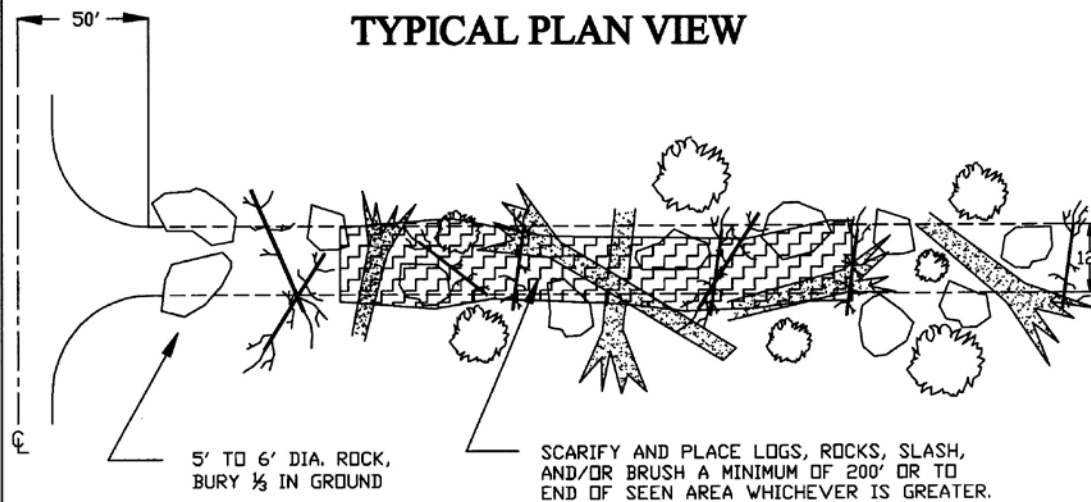 50'
TYPICAL PLAN VIEW
℄
5' TO 6' DIA. ROCK,
BURY ⅓ IN GROUND
SCARIFY AND PLACE LOGS, ROCKS, SLASH,
AND/OR BRUSH A MINIMUM OF 200' OR TO
END OF SEEN AREA WHICHEVER IS GREATER.